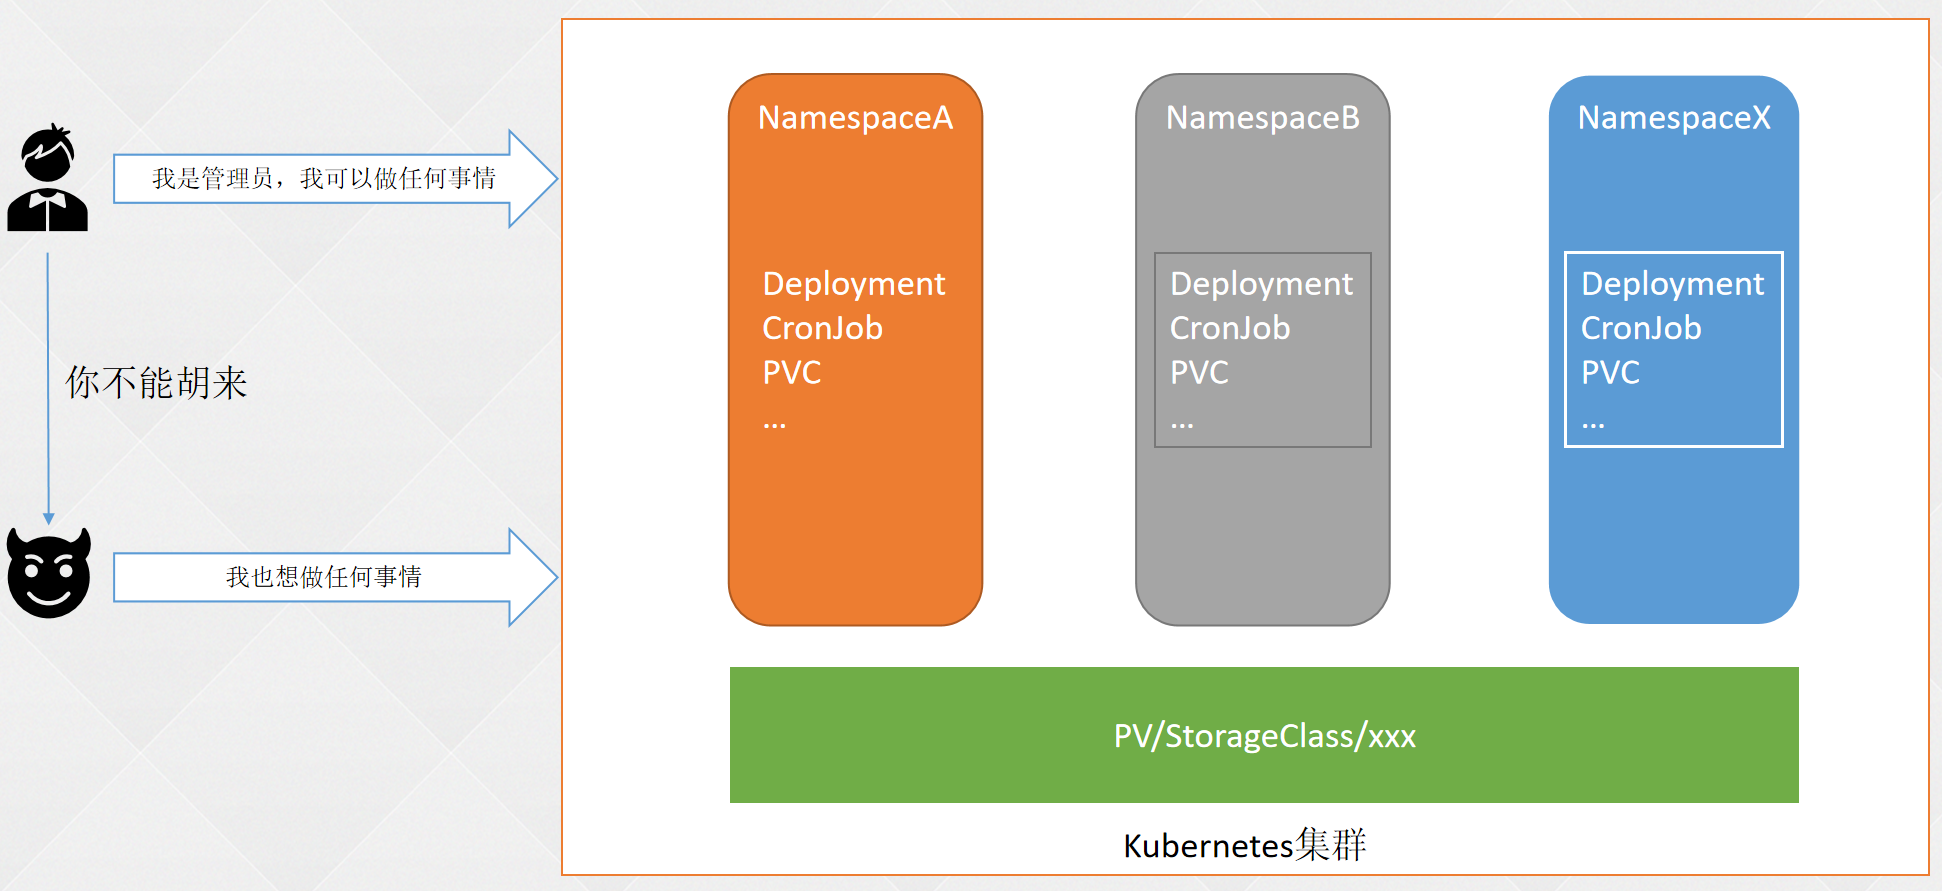 我是管理员，我可以做任何事情
你不能胡来
我也想做任何事情
NamespaceA
Deployment
CronJob
PVC
...
NamespaceB
Deployment
CronJob
PVC
...
NamespaceX
Deployment
CronJob
PVC
...
PV/StorageClass/xxx
Kubernetes集群